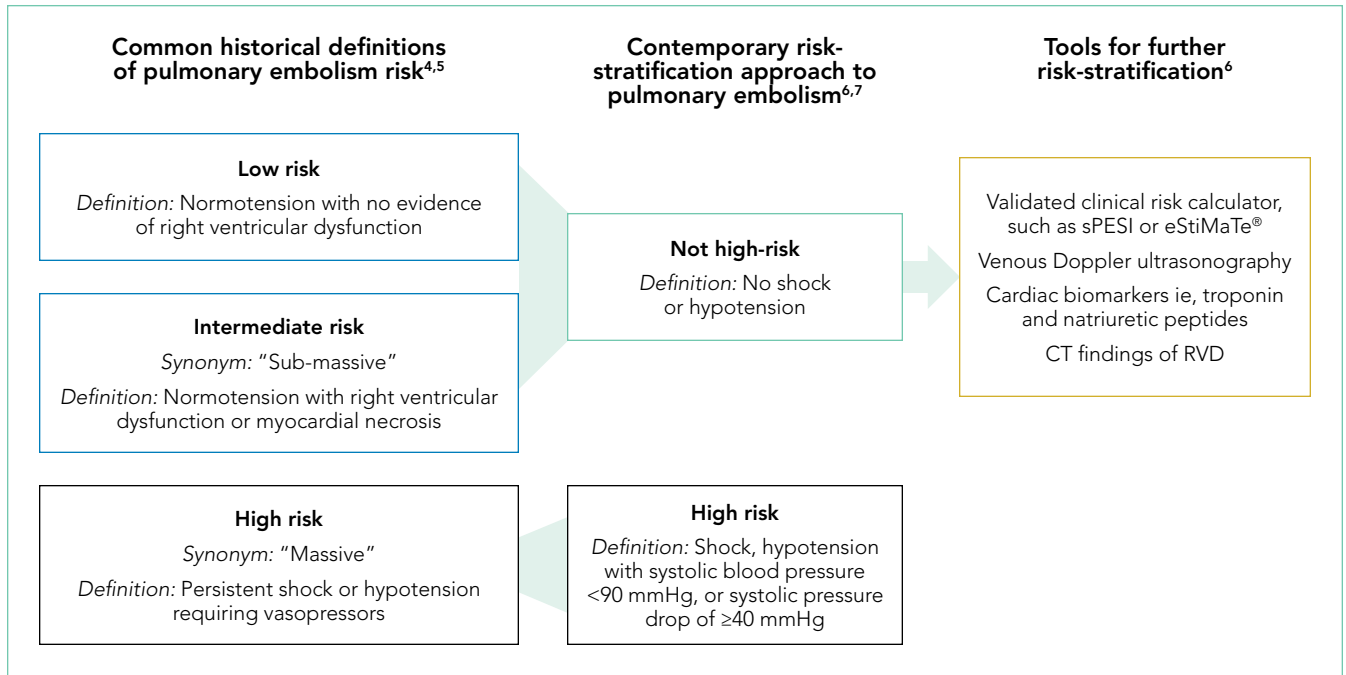 Common historical definitions
of pulmonary embolism risk4,5
Low risk
Definition: Normotension with no evidence
of right ventricular dysfunction
Intermediate risk
Synonym: “Sub-massive”
Definition: Normotension with right ventricular
dysfunction or myocardial necrosis
High risk
Synonym: “Massive”
Definition: Persistent shock or hypotension
requiring vasopressors
Contemporary risk-
stratification approach to
pulmonary embolism6,7
Not high-risk
Definition: No shock
or hypotension
High risk
Definition: Shock, hypotension
with systolic blood pressure
<90 mmHg, or systolic pressure
drop of ≥40 mmHg
Tools for further
risk-stratification6
Validated clinical risk calculator,
such as sPESI or eStiMaTe®
Venous Doppler ultrasonography
Cardiac biomarkers ie, troponin
and natriuretic peptides
CT findings of RVD